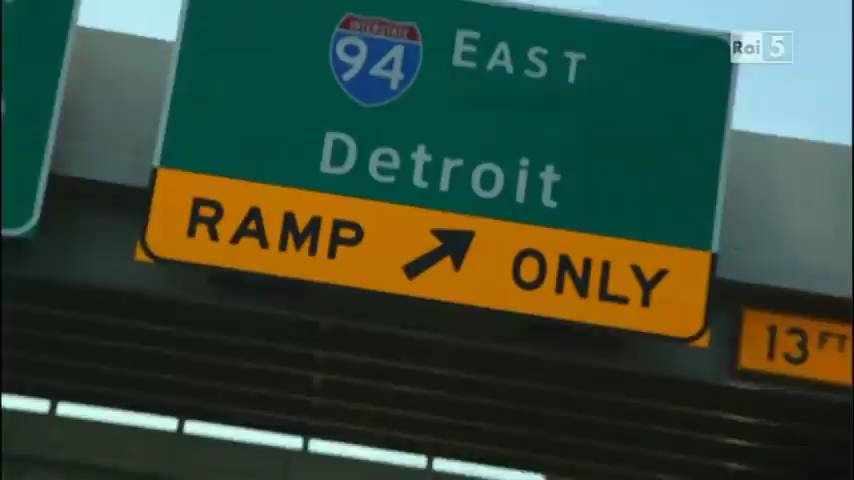 INTERSTATE
94 EAST
Rai 5
Detroit
RAMP ONLY
13 FT